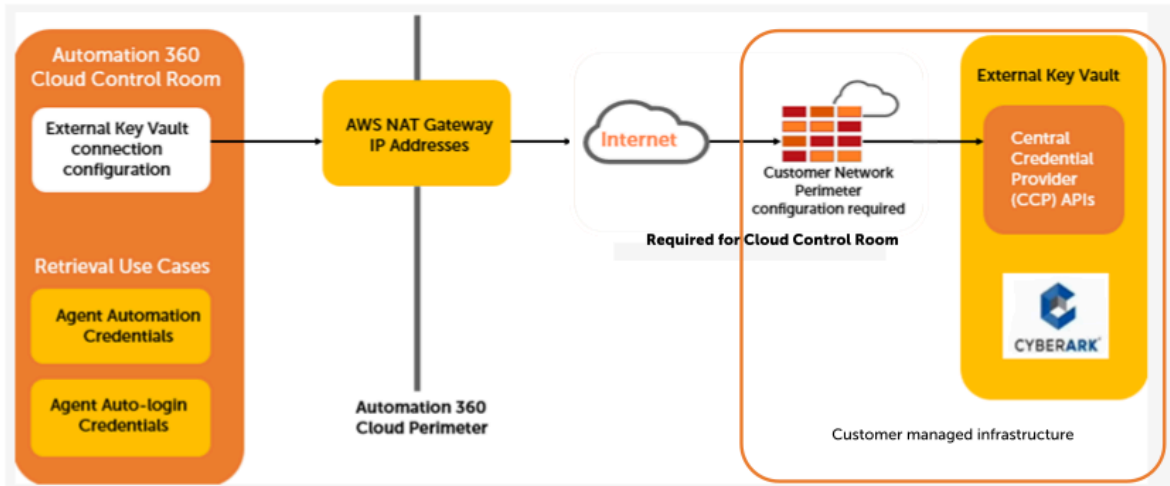 Automation 360
Cloud Control Room
External Key Vault
connection
configuration
Retrieval Use Cases
Agent Automation
Credentials
Agent Auto-login
Credentials
AWS NAT Gateway
IP Addresses
Automation 360
Cloud Perimeter
Internet
Customer Network
Perimeter
configuration required
Required for Cloud Control Room
External Key Vault
Central
Credential
Provider
(CCP) APIs
CYBERARK®
Customer managed infrastructure